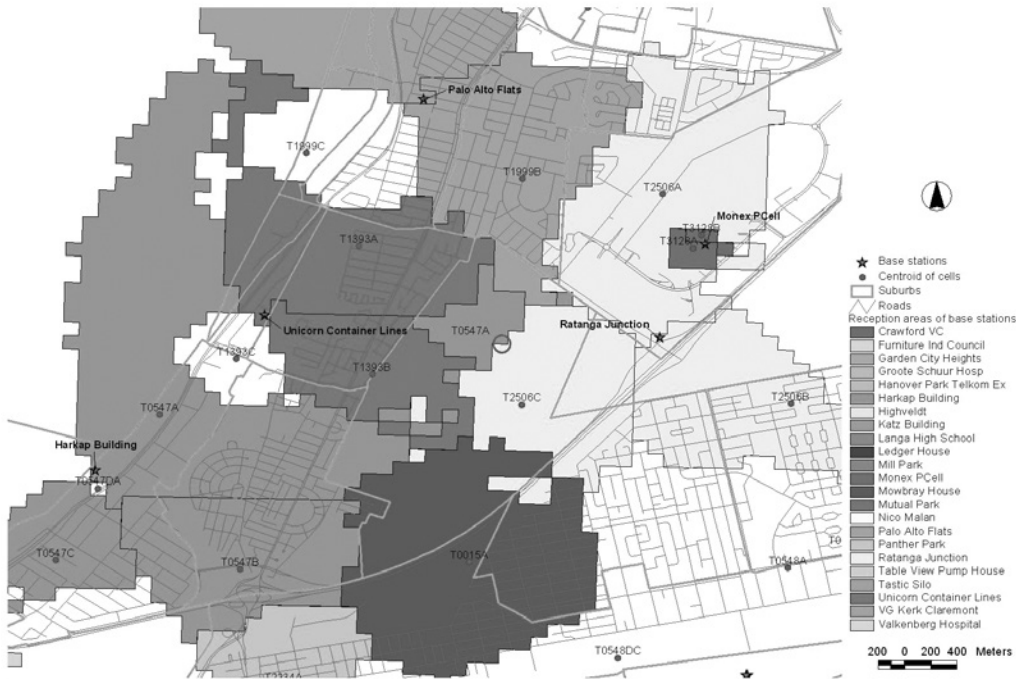 Palo Alto Flats
T1999C
T1999B
T2506A
Monex PCell
T3128B
T3128A
T1393A
Unicorn Container Lines
T0547A
Ratanga Junction
T1393C
T1393B
T0547A
T2506C
T2506B
Harkap Building
T0547DA
T0547C
T0547B
T0015A
T0548A
T0548DC
T2234A
Base stations
Centroid of cells
Suburbs
Roads
Reception areas of base stations
Crawford VC
Furniture Ind Council
Garden City Heights
Groote Schuur Hosp
Hanover Park Telkom Ex
Harkap Building
Highveldt
Katz Building
Langa High School
Ledger House
Mill Park
Monex PCell
Mowbray House
Mutual Park
Nico Malan
Palo Alto Flats
Panther Park
Ratanga Junction
Table View Pump House
Tastic Silo
Unicorn Container Lines
VG Kerk Claremont
Valkenberg Hospital
200 0 200 400 Meters